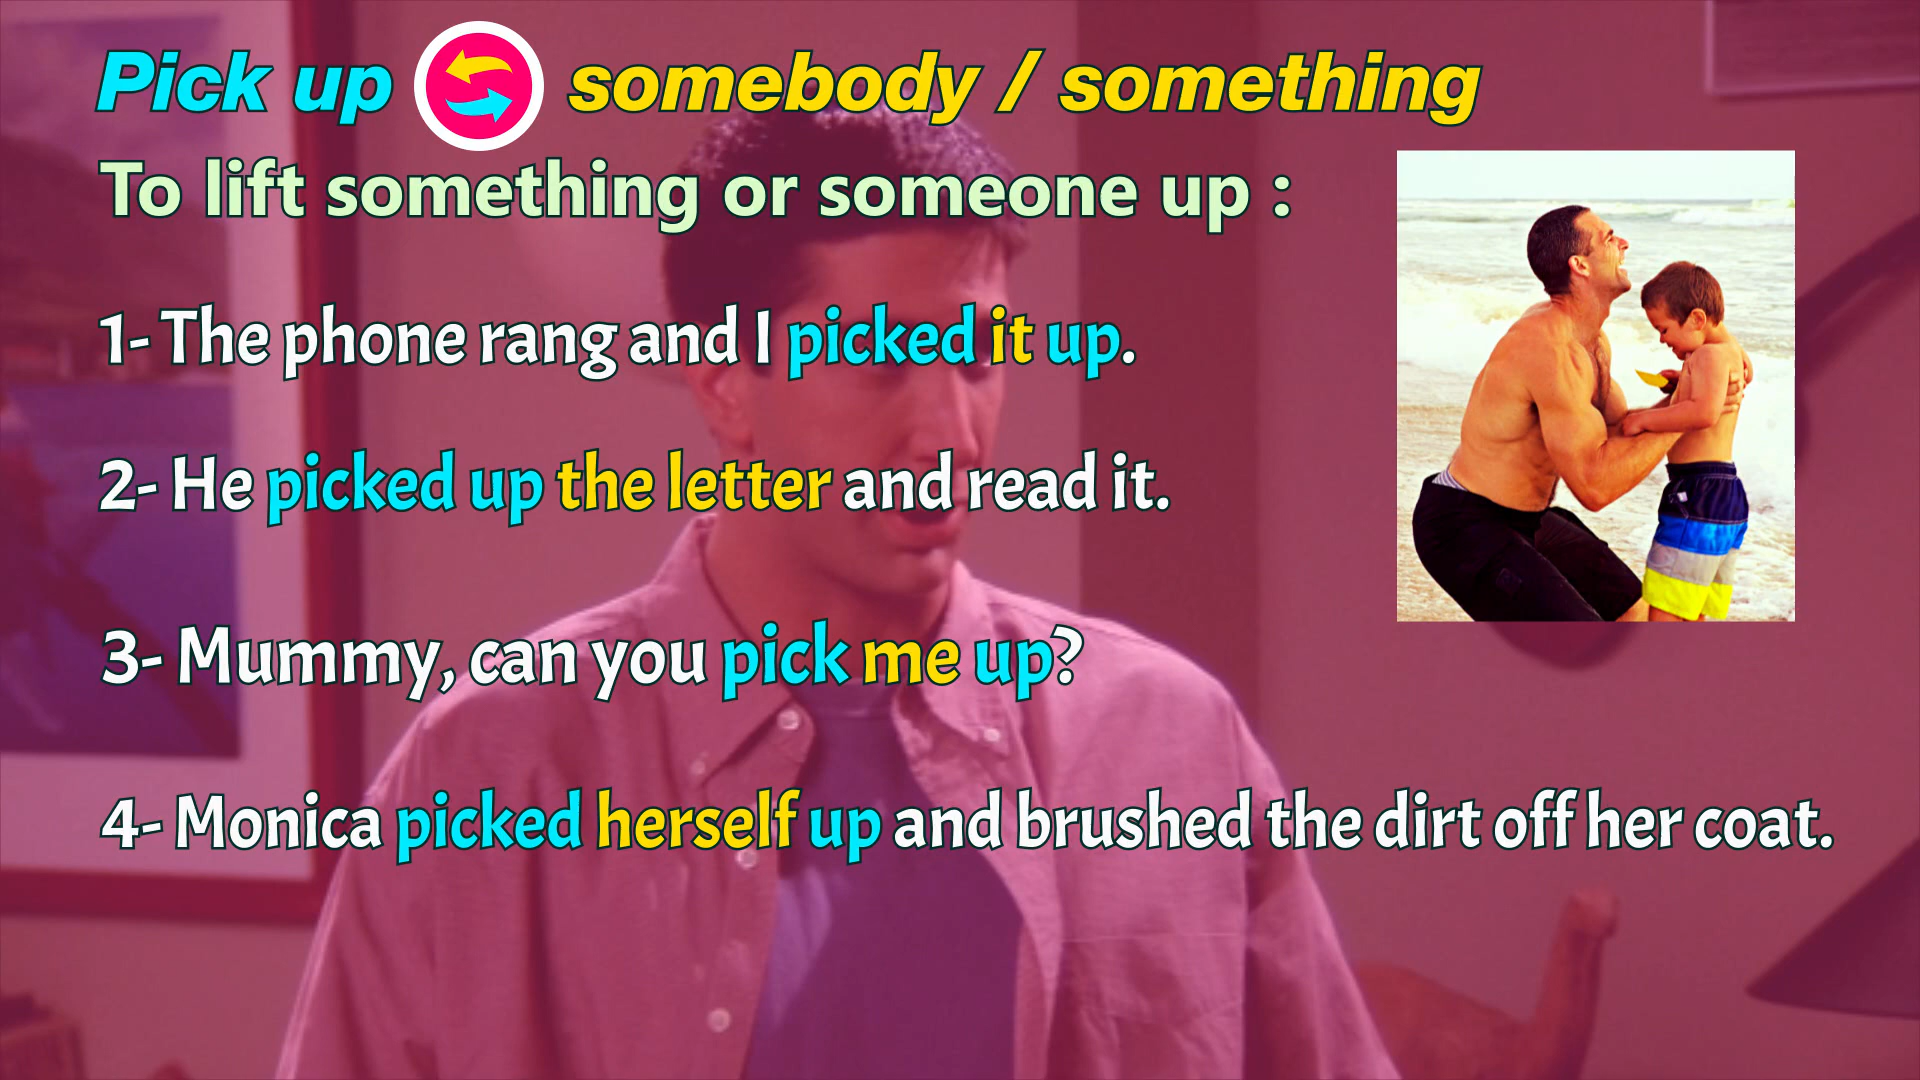 Pick up somebody / something
To lift something or someone up :
1- The phone rang and I picked it up.
2- He picked up the letter and read it.
3- Mummy, can you pick me up?
4- Monica picked herself up and brushed the dirt off her coat.